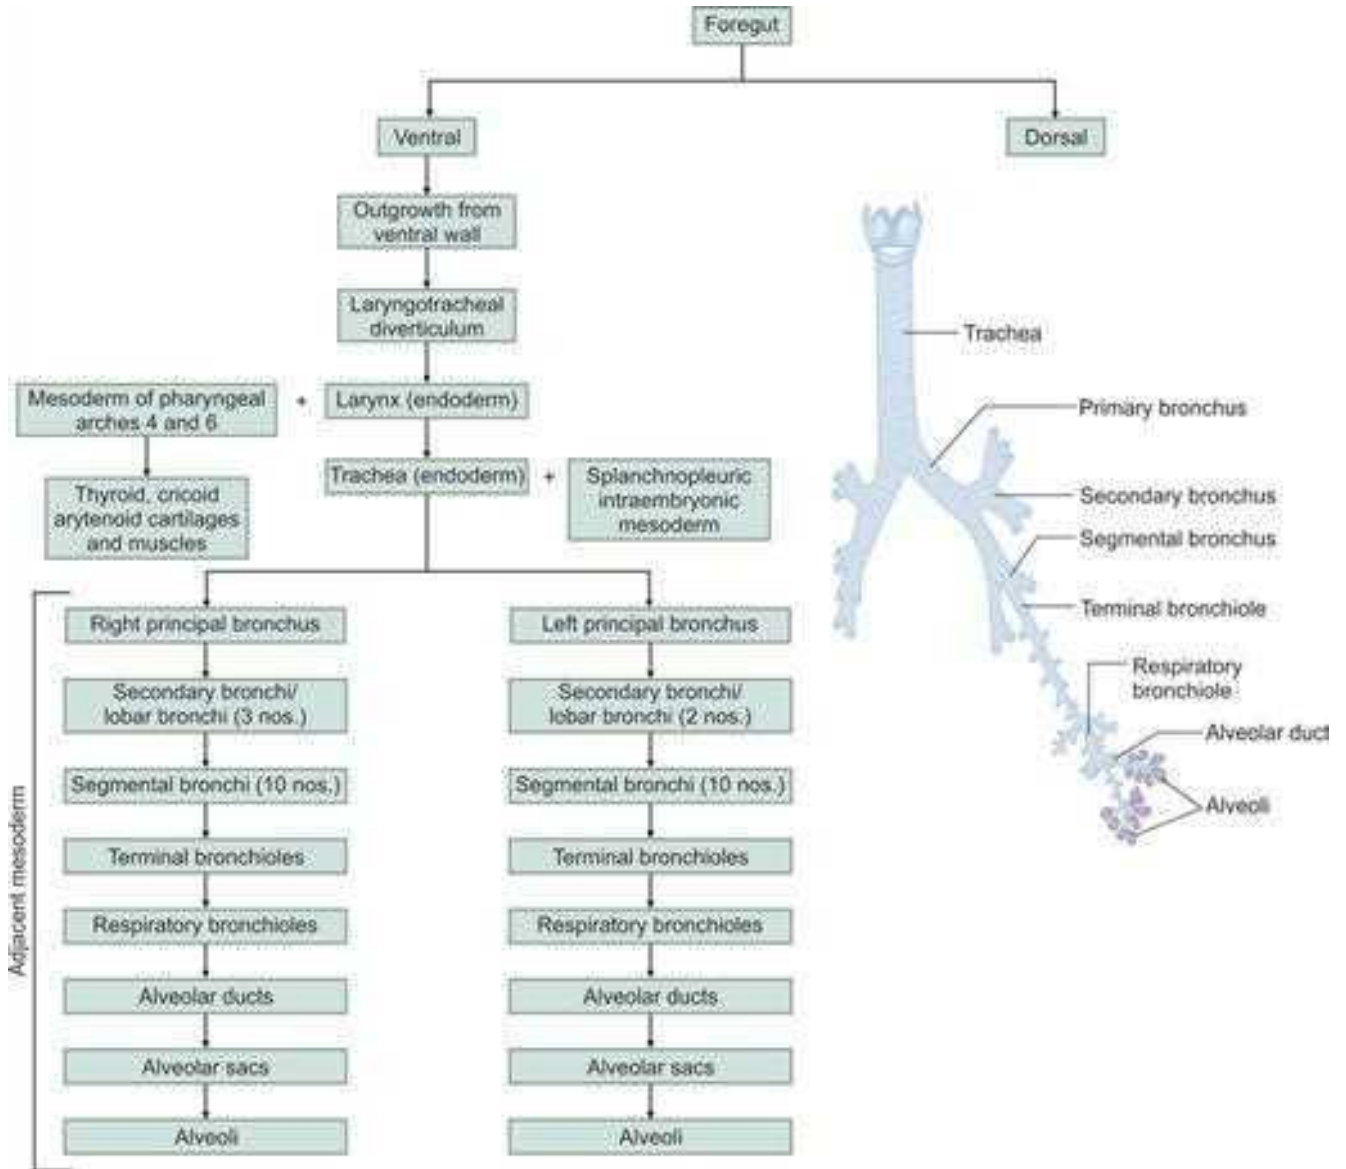 Foregut
Ventral
Dorsal
Outgrowth from
ventral wall
Laryngotracheal
diverticulum
Mesoderm of pharyngeal
arches 4 and 6
+
Larynx (endoderm)
Thyroid, cricoid
arytenoid cartilages
and muscles
Trachea (endoderm)
+
Splanchnopleuric
intraembryonic
mesoderm
Adjacent mesoderm
Right principal bronchus
Secondary bronchi/
lobar bronchi (3 nos.)
Segmental bronchi (10 nos.)
Terminal bronchioles
Respiratory bronchioles
Alveolar ducts
Alveolar sacs
Alveoli
Left principal bronchus
Secondary bronchi/
lobar bronchi (2 nos.)
Segmental bronchi (10 nos.)
Terminal bronchioles
Respiratory bronchioles
Alveolar ducts
Alveolar sacs
Alveoli
Trachea
Primary bronchus
Secondary bronchus
Segmental bronchus
Terminal bronchiole
Respiratory
bronchiole
Alveolar duct
Alveoli